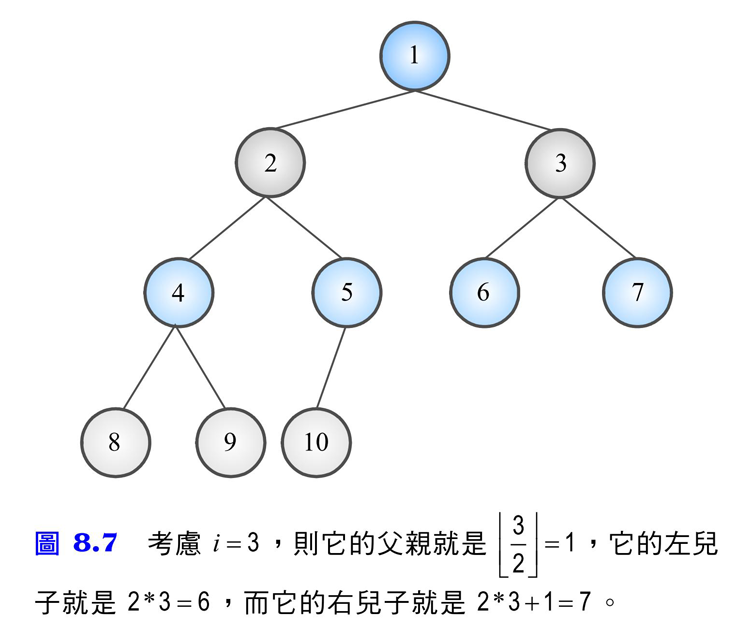 1
2 3
4 5 6 7
8 9 10
圖 8.7 考慮 i = 3,則它的父親就是 ⌊3/2⌋ = 1,它的左兒
子就是 2*3 = 6,而它的右兒子就是 2*3+1= 7。